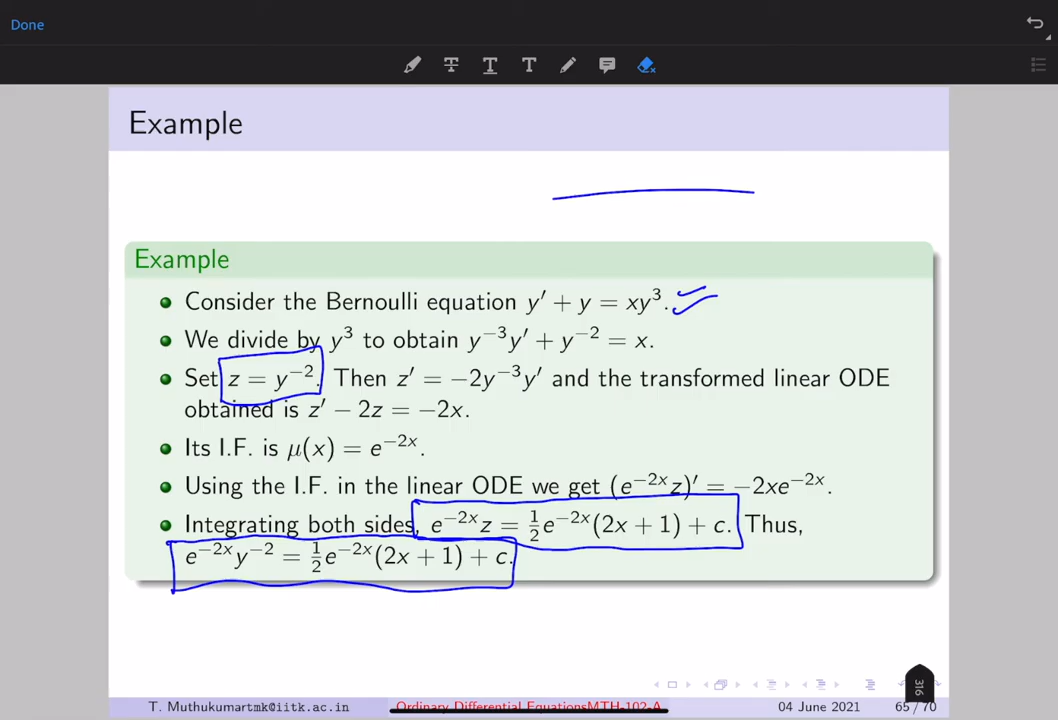 Done
Example
Example
Consider the Bernoulli equation y′ + y = xy³.
We divide by y³ to obtain y⁻³y′ + y⁻² = x.
Set z = y⁻². Then z′ = −2y⁻³y′ and the transformed linear ODE
obtained is z′ − 2z = −2x.
Its I.F. is μ(x) = e⁻²ˣ.
Using the I.F. in the linear ODE we get (e⁻²ˣz)′ = −2xe⁻²ˣ.
Integrating both sides, e⁻²ˣz = ½e⁻²ˣ(2x + 1) + c. Thus,
e⁻²ˣy⁻² = ½e⁻²ˣ(2x + 1) + c.
316
T. Muthukumartmk@iitk.ac.in Ordinary Differential EquationsMTH-102-A 04 June 2021 65 / 70